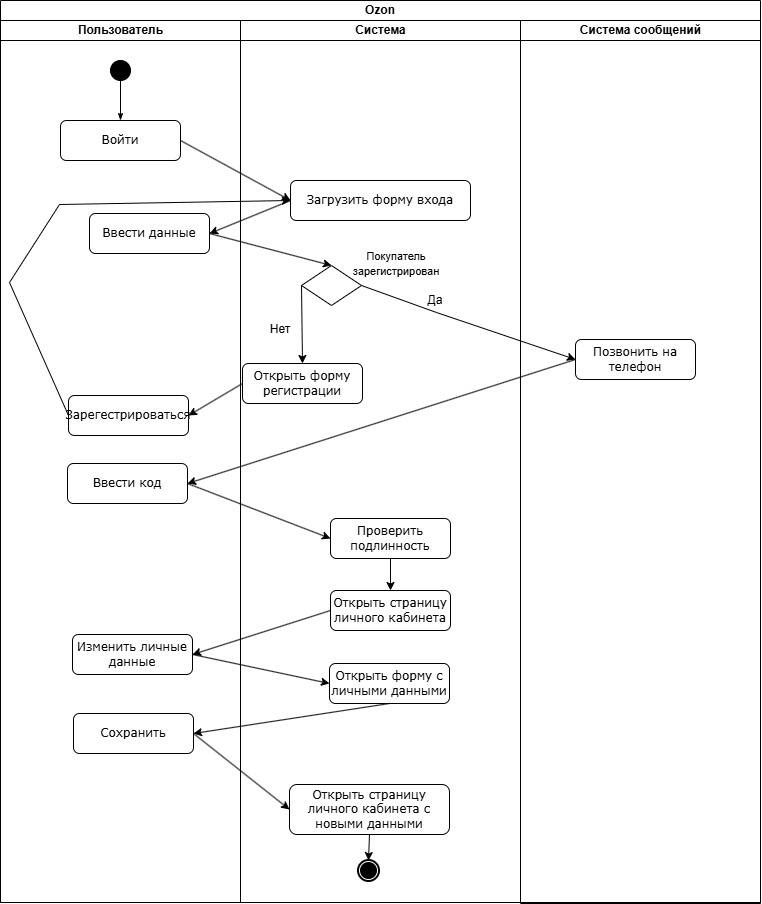 Ozon
Пользователь
Система
Система сообщений
Войти
Загрузить форму входа
Ввести данные
Покупатель
зарегистрирован
Да
Нет
Позвонить на
телефон
Открыть форму
регистрации
Зарегестрироваться
Ввести код
Проверить
подлинность
Открыть страницу
личного кабинета
Изменить личные
данные
Открыть форму с
личными данными
Сохранить
Открыть страницу
личного кабинета с
новыми данными